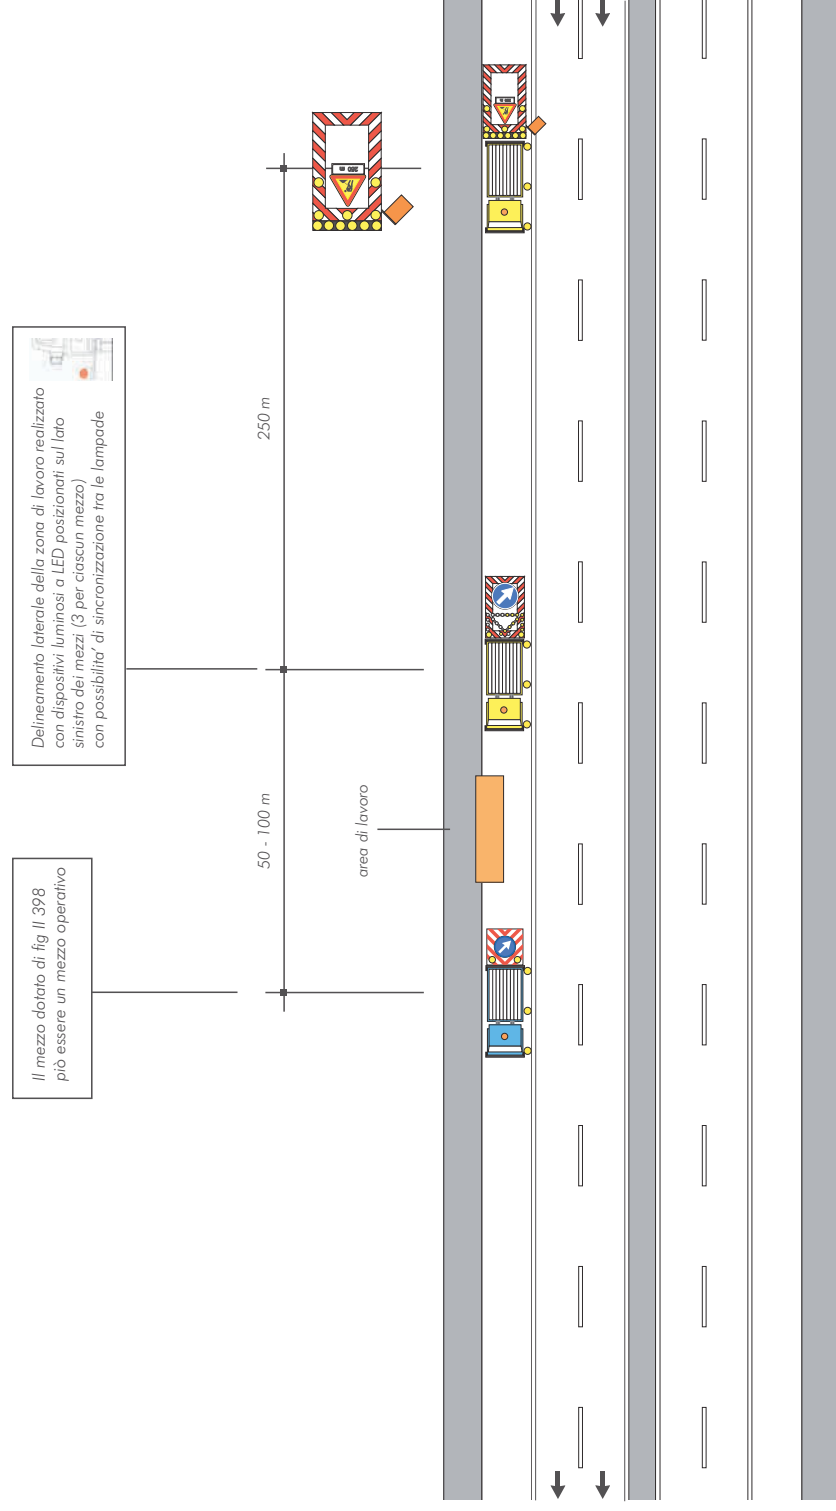 250 m
260 m
Delineamento laterale della zona di lavoro realizzato
con dispositivi luminosi a LED posizionati sul lato
sinistro dei mezzi (3 per ciascun mezzo)
con possibilita' di sincronizzazione tra le lampade
50 - 100 m
area di lavoro
Il mezzo dotato di fig II 398
piò essere un mezzo operativo